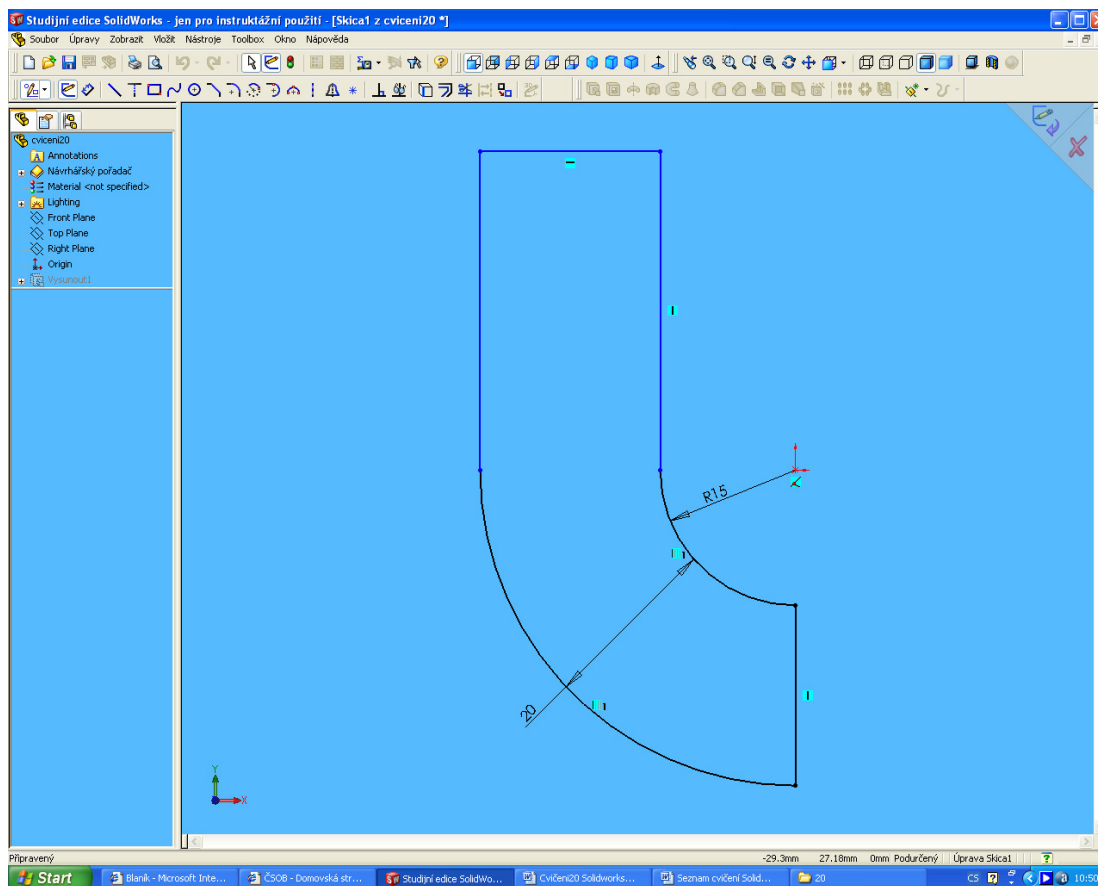 Studijní edice SolidWorks - jen pro instruktážní použití - [Skica1 z cviceni20 *]
Soubor Úpravy Zobrazit Vložit Nástroje Toolbox Okno Nápověda
cviceni20
Annotations
Návrhářský pořadač
Material <not specified>
Lighting
Front Plane
Top Plane
Right Plane
Origin
Vysunout1
R15
20
Y
X
Připravený
-29.3mm 27.18mm 0mm Podurčený Úprava Skica1
Start
Blaník - Microsoft Inte...
ČSOB - Domovská str...
Studijní edice SolidWo...
Cvičení20 Solidworks...
Seznam cvičení Solid...
20
CS
10:50